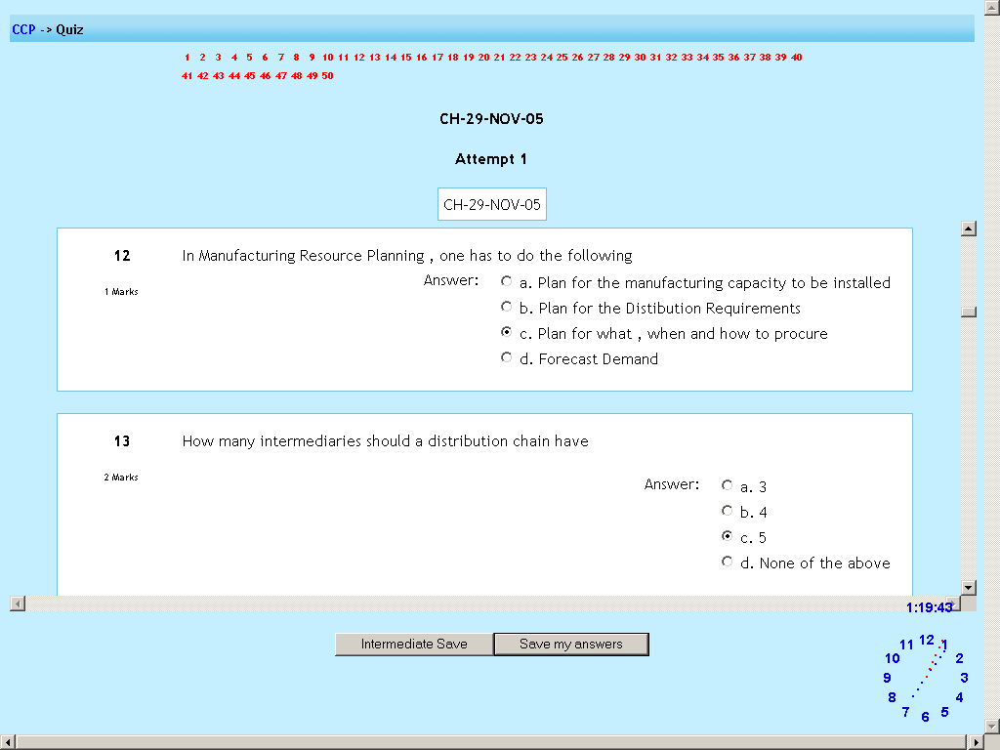 CCP -> Quiz
1 2 3 4 5 6 7 8 9 10 11 12 13 14 15 16 17 18 19 20 21 22 23 24 25 26 27 28 29 30 31 32 33 34 35 36 37 38 39 40
41 42 43 44 45 46 47 48 49 50
CH-29-NOV-05
Attempt 1
CH-29-NOV-05
12 In Manufacturing Resource Planning , one has to do the following
1 Marks
Answer: a. Plan for the manufacturing capacity to be installed
b. Plan for the Distibution Requirements
c. Plan for what , when and how to procure
d. Forecast Demand
13 How many intermediaries should a distribution chain have
2 Marks
Answer: a. 3
b. 4
c. 5
d. None of the above
1:19:43
Intermediate Save Save my answers
12 1 2 3 4 5 6 7 8 9 10 11